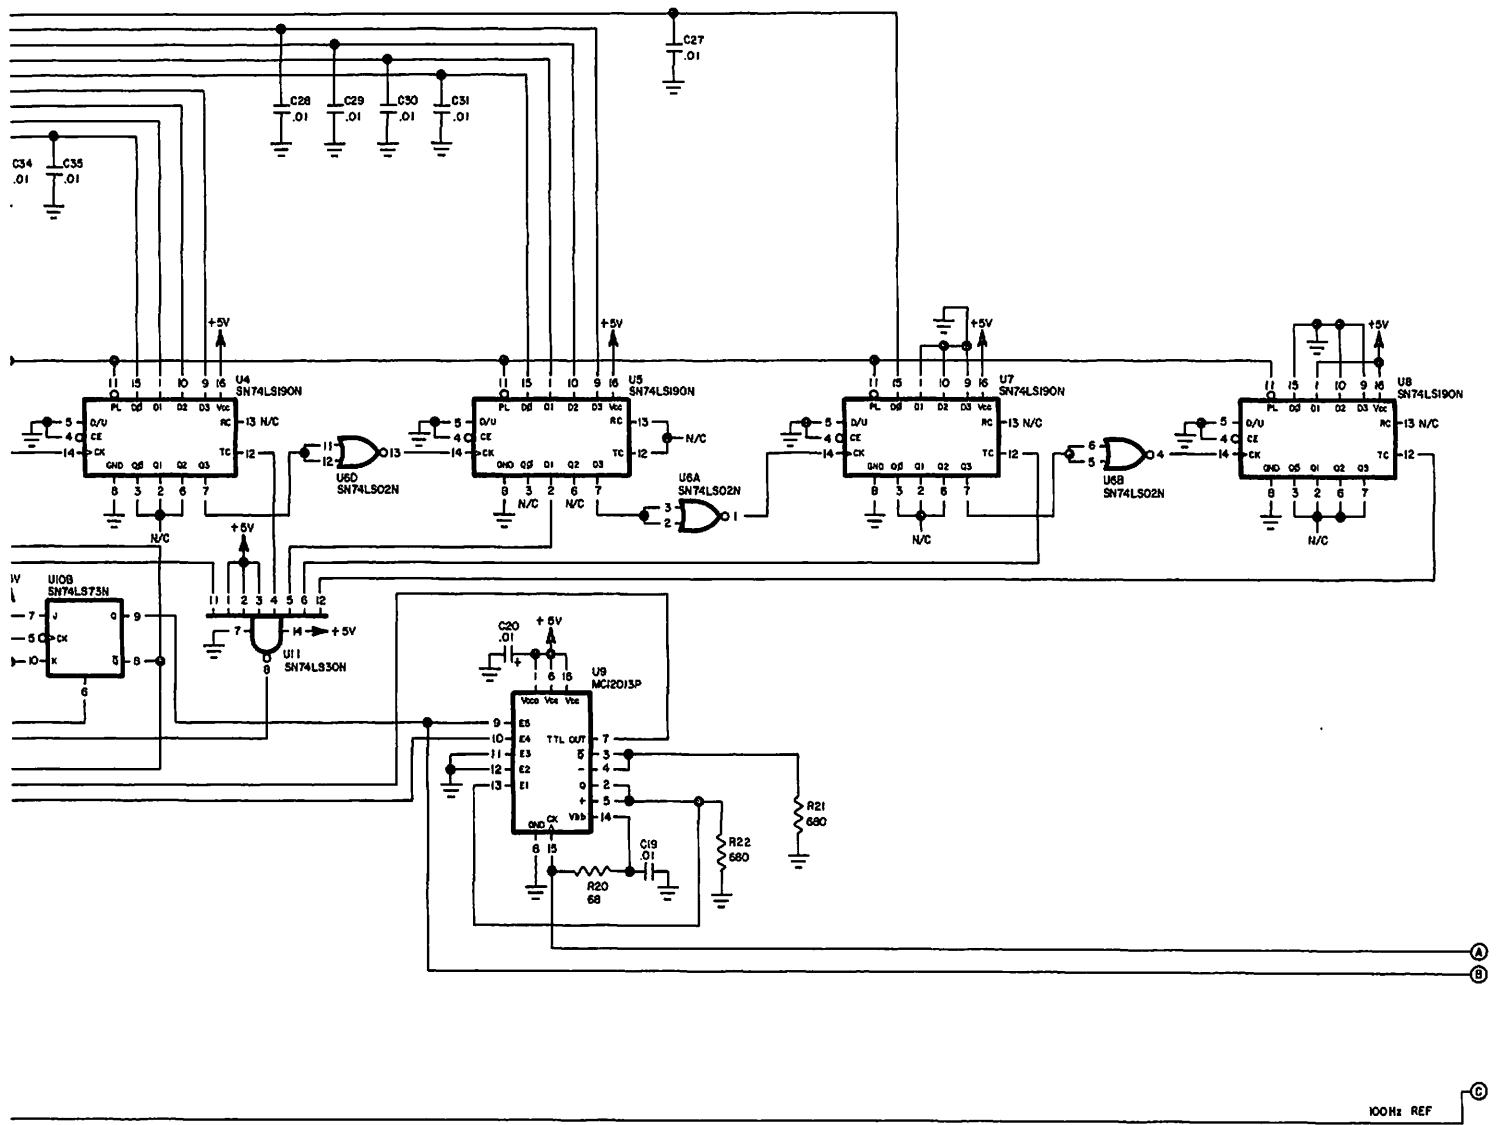 C27
.01
C28
.01
C29
.01
C30
.01
C31
.01
C34
.01
C35
.01
+5V
+5V
+5V
+5V
11 15 1 10 9 16
U4
SN74LS190N
PL D0 D1 D2 D3 Vcc
5 D/U
4 CE
14 CK
RC 13 N/C
TC 12
GND Q0 Q1 Q2 Q3
8 3 2 6 7
N/C
11
12
13
U6D
SN74LS02N
11 15 1 10 9 16
U5
SN74LS190N
PL D0 D1 D2 D3 Vcc
5 D/U
4 CE
14 CK
RC 13
N/C
TC 12
GND Q0 Q1 Q2 Q3
8 3 2 6 7
N/C N/C
U6A
SN74LS02N
3
2
1
11 15 1 10 9 16
U7
SN74LS190N
PL D0 D1 D2 D3 Vcc
5 D/U
4 CE
14 CK
RC 13 N/C
TC 12
GND Q0 Q1 Q2 Q3
8 3 2 6 7
N/C
6
5
4
U6B
SN74LS02N
11 15 1 10 9 16
U8
SN74LS190N
PL D0 D1 D2 D3 Vcc
5 D/U
4 CE
14 CK
RC 13 N/C
TC 12
GND Q0 Q1 Q2 Q3
8 3 2 6 7
N/C
U10B
SN74LS73N
7 J Q 9
5 CK
10 K Q̅ 8
6
+5V
11 1 2 3 4 5 6 12
7 14 +5V
8
U11
SN74LS30N
C20
.01
+
+5V
1 6 16
U9
MC12013P
Vcco Vcc Vcc
9 E5
10 E4
11 E3
12 E2
13 E1
TTL OUT 7
Q̅ 3
– 4
Q 2
+ 5
Vbb 14
GND CK
8 15
R20
68
C19
.01
R22
680
R21
680
A
B
C
100Hz REF